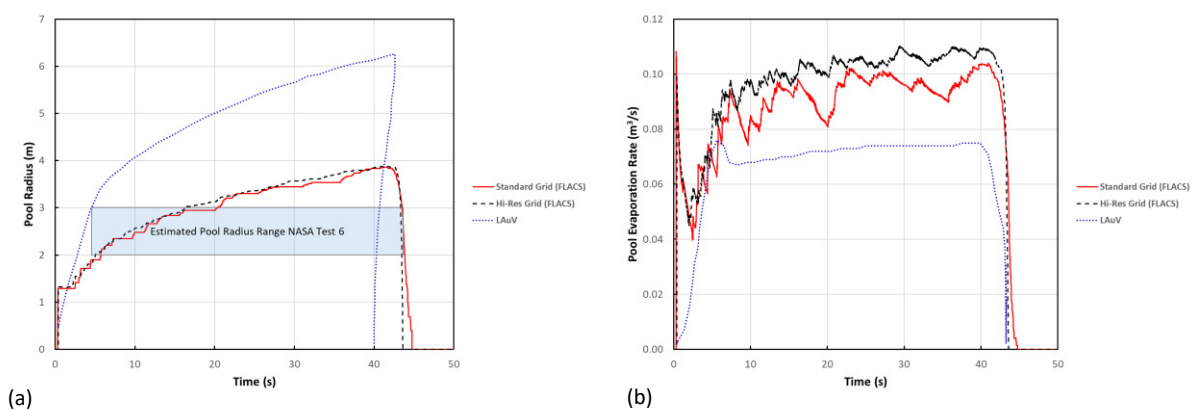 7
6
5
4
3
2
1
0
Pool Radius (m)
Estimated Pool Radius Range NASA Test 6
0 10 20 30 40 50
Time (s)
Standard Grid (FLACS)
Hi-Res Grid (FLACS)
LAuV
(a)
0.12
0.10
0.08
0.06
0.04
0.02
0.00
Pool Evaporation Rate (m³/s)
0 10 20 30 40 50
Time (s)
Standard Grid (FLACS)
Hi-Res Grid (FLACS)
LAuV
(b)